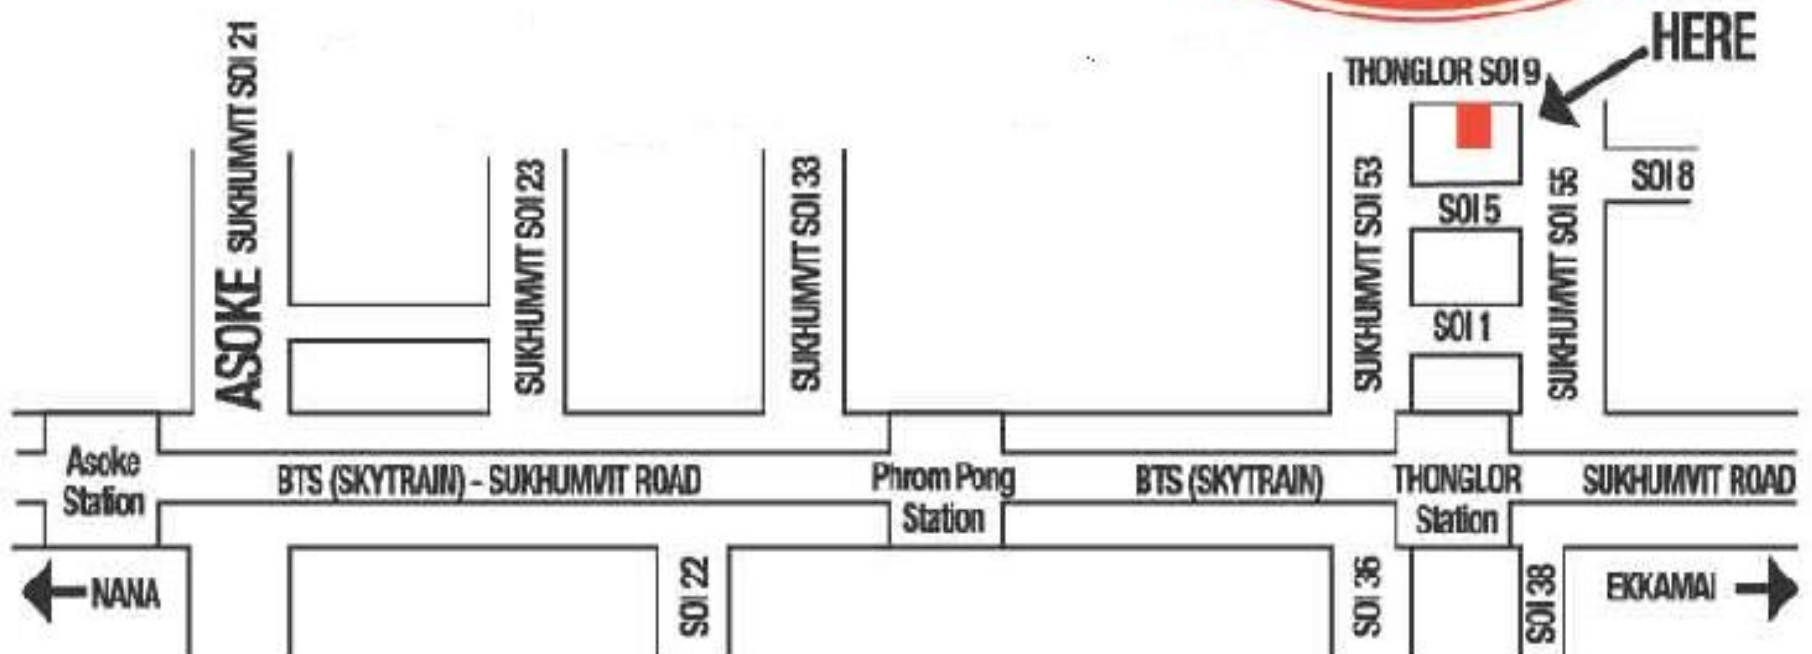 HERE
THONGLOR SOI 9
ASOKE SUKHUMVIT SOI 21
SUKHUMVIT SOI 23
SUKHUMVIT SOI 33
SUKHUMVIT SOI 53
SOI 5
SOI 1
SUKHUMVIT SOI 55
SOI 8
Asoke
Station
BTS (SKYTRAIN) - SUKHUMVIT ROAD
Phrom Pong
Station
BTS (SKYTRAIN)
THONGLOR
Station
SUKHUMVIT ROAD
NANA
SOI 22
SOI 36
SOI 38
EKKAMAI